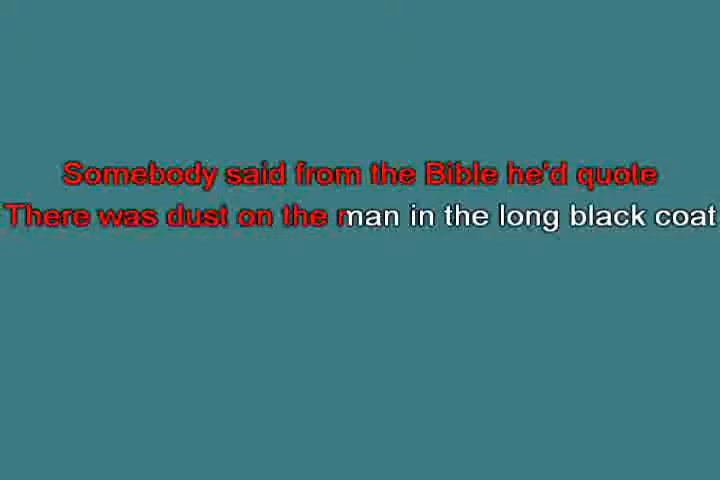 Somebody said from the Bible he'd quote
There was dust on the man in the long black coat